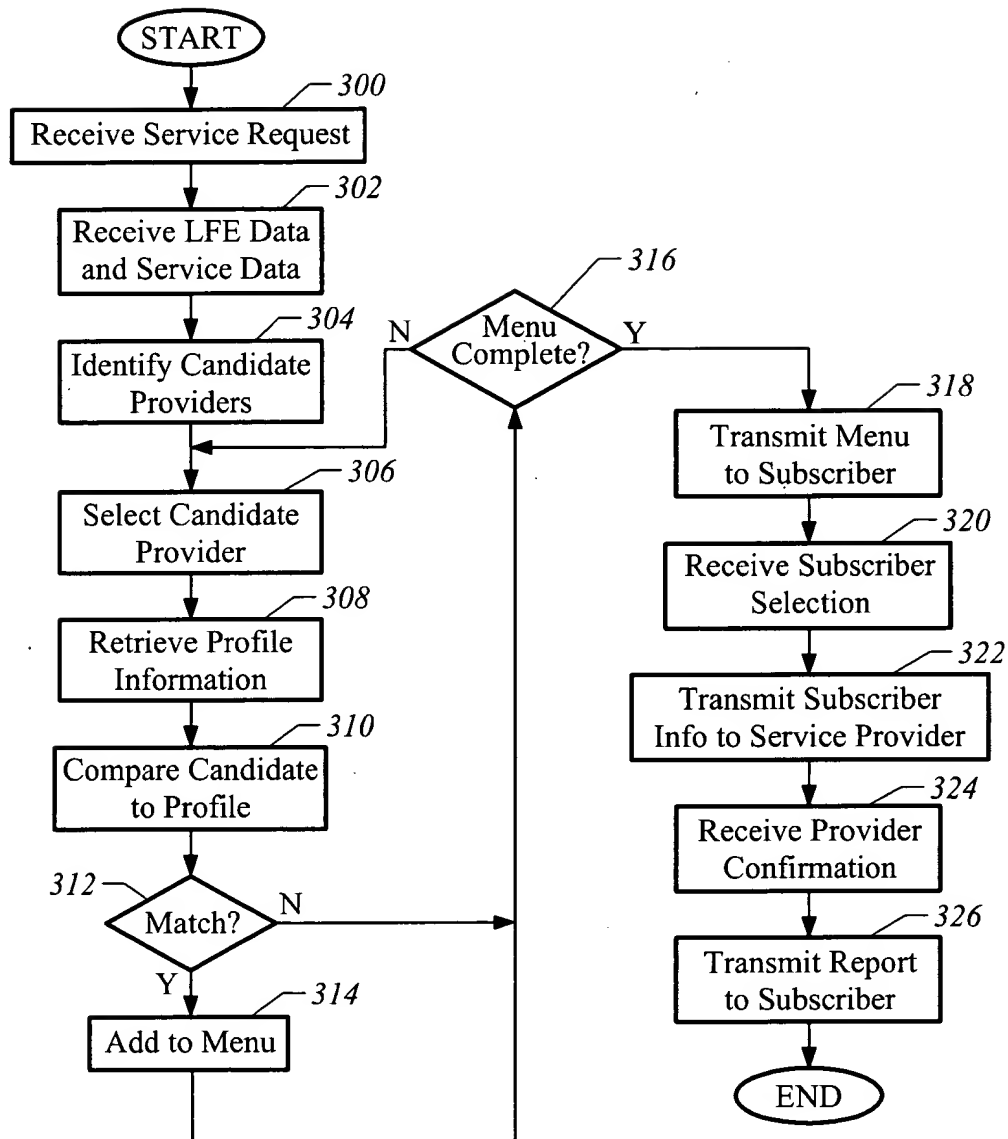 START
300
Receive Service Request
302
Receive LFE Data
and Service Data
304
Identify Candidate
Providers
306
Select Candidate
Provider
308
Retrieve Profile
Information
310
Compare Candidate
to Profile
312
Match?
N
Y
314
Add to Menu
316
Menu
Complete?
N
Y
318
Transmit Menu
to Subscriber
320
Receive Subscriber
Selection
322
Transmit Subscriber
Info to Service Provider
324
Receive Provider
Confirmation
326
Transmit Report
to Subscriber
END